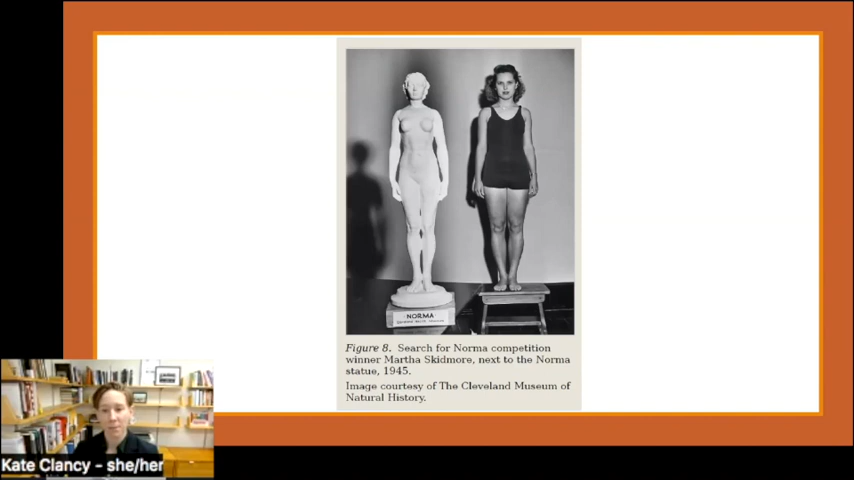 NORMA
Figure 8. Search for Norma competition
winner Martha Skidmore, next to the Norma
statue, 1945.
Image courtesy of The Cleveland Museum of
Natural History.
Kate Clancy - she/her